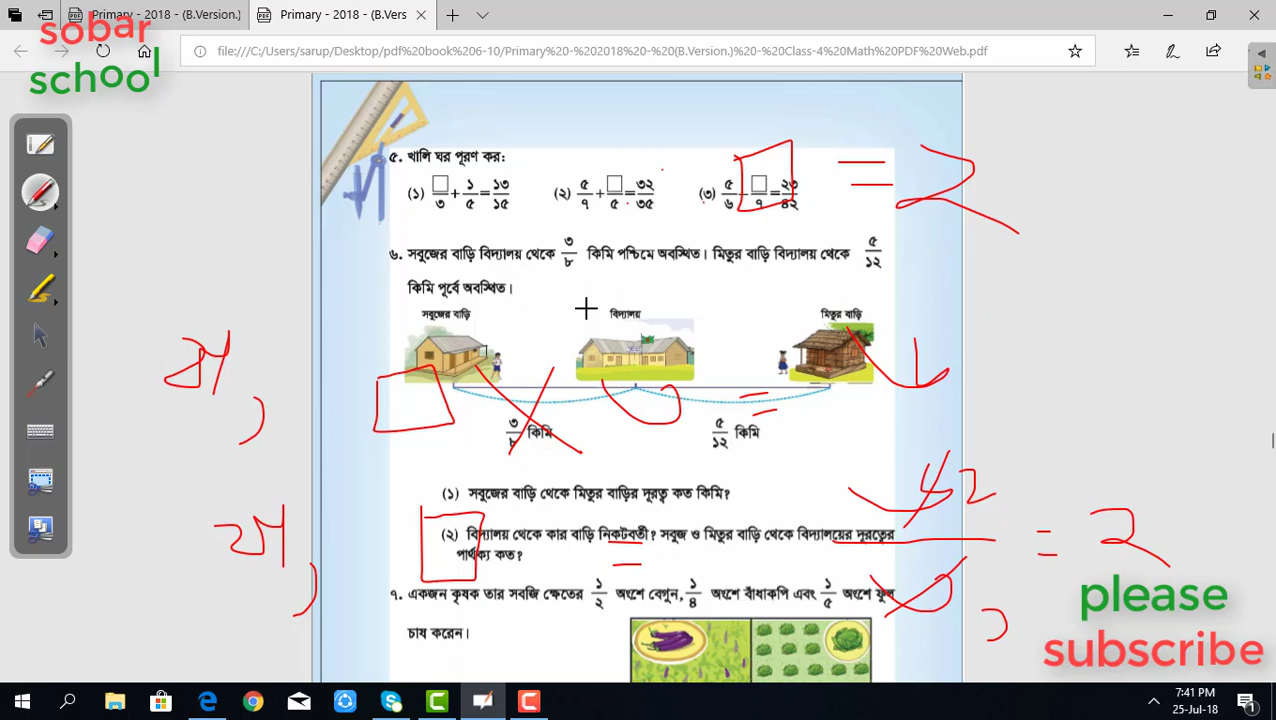 Primary - 2018 - (B.Version.)
Primary - 2018 - (B.Vers
sobar
school
file:///C:/Users/sarup/Desktop/pdf%20book%206-10/Primary%20-%202018%20-%20(B.Version.)%20-%20Class-4%20Math%20PDF%20Web.pdf
৫. খালি ঘর পূরণ কর:
(১) □/৩ + ১/৫ = ১৩/১৫ (২) ৫/৭ + □/৫ = ৩২/৩৫ (৩) ৫/৬ - □/৭ = ২৩/৪২
= 2
৬. সবুজের বাড়ি বিদ্যালয় থেকে ৩/৮ কিমি পশ্চিমে অবস্থিত। মিতুর বাড়ি বিদ্যালয় থেকে ৫/১২
কিমি পূর্বে অবস্থিত।
সবুজের বাড়ি বিদ্যালয় মিতুর বাড়ি
৩/৮ কিমি ৫/১২ কিমি
(১) সবুজের বাড়ি থেকে মিতুর বাড়ির দূরত্ব কত কিমি?
(২) বিদ্যালয় থেকে কার বাড়ি নিকটবর্তী? সবুজ ও মিতুর বাড়ি থেকে বিদ্যালয়ের দূরত্বের
পার্থক্য কত?
= 2
৭. একজন কৃষক তার সবজি ক্ষেতের ১/২ অংশে বেগুন, ১/৪ অংশে বাঁধাকপি এবং ১/৫ অংশে ফুল
চাষ করেন।
please
subscribe
7:41 PM
25-Jul-18